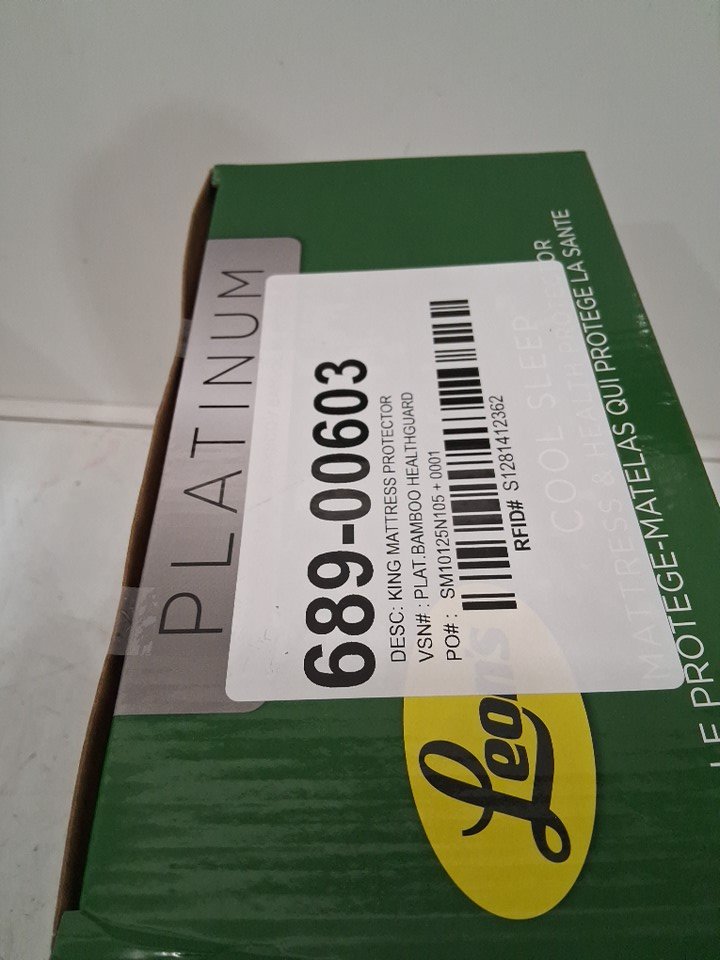 PLATINUM
689-00603
DESC: KING MATTRESS PROTECTOR
VSN# : PLAT.BAMBOO HEALTHGUARD
PO# : SM10125N105 + 0001
RFID# S1281412362
COOL SLEEP
MATTRESS & HEALTH PROTECTOR
LE PROTEGE-MATELAS QUI PROTEGE LA SANTE
Leon's